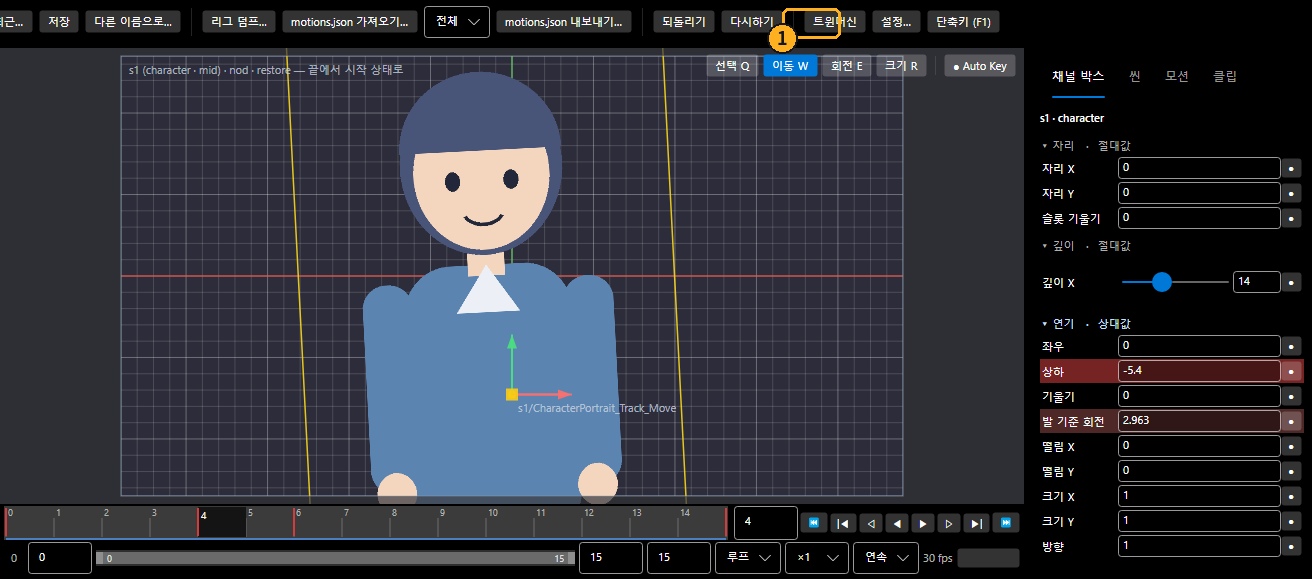 저장 다른 이름으로... 리그 덤프... motions.json 가져오기... 전체 motions.json 내보내기... 되돌리기 다시하기 설정... 단축키 (F1)
1
s1 (character · mid) · nod · restore — 끝에서 시작 상태로
선택 Q 이동 W 회전 E 크기 R ● Auto Key
s1/CharacterPortrait_Track_Move
채널 박스 씬 모션 클립
s1 · character
▾ 자리 · 절대값
자리 X 0
자리 Y 0
슬롯 기울기 0
▾ 깊이 · 절대값
깊이 X 14
▾ 연기 · 상대값
좌우 0
상하 -5.4
기울기 0
발 기준 회전 2.963
떨림 X 0
떨림 Y 0
크기 X 1
크기 Y 1
방향 1
0 1 2 3 4 5 6 7 8 9 10 11 12 13 14 4
0 0 0 15 15 15 루프 ×1 연속 30 fps